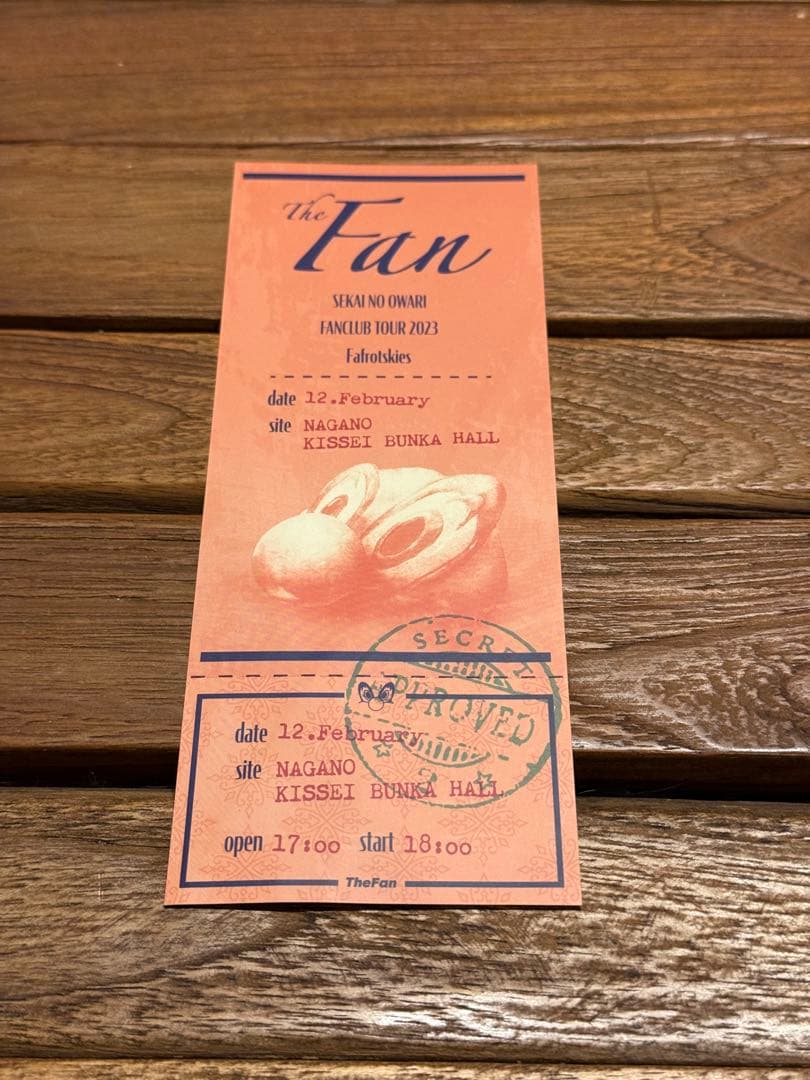 The Fan
SEKAI NO OWARI
FANCLUB TOUR 2023
Fafrotskies
date 12.February
site NAGANO
KISSEI BUNKA HALL
SECRET
PROVED
date 12.February
site NAGANO
KISSEI BUNKA HALL
open 17:00 start 18:00
TheFan